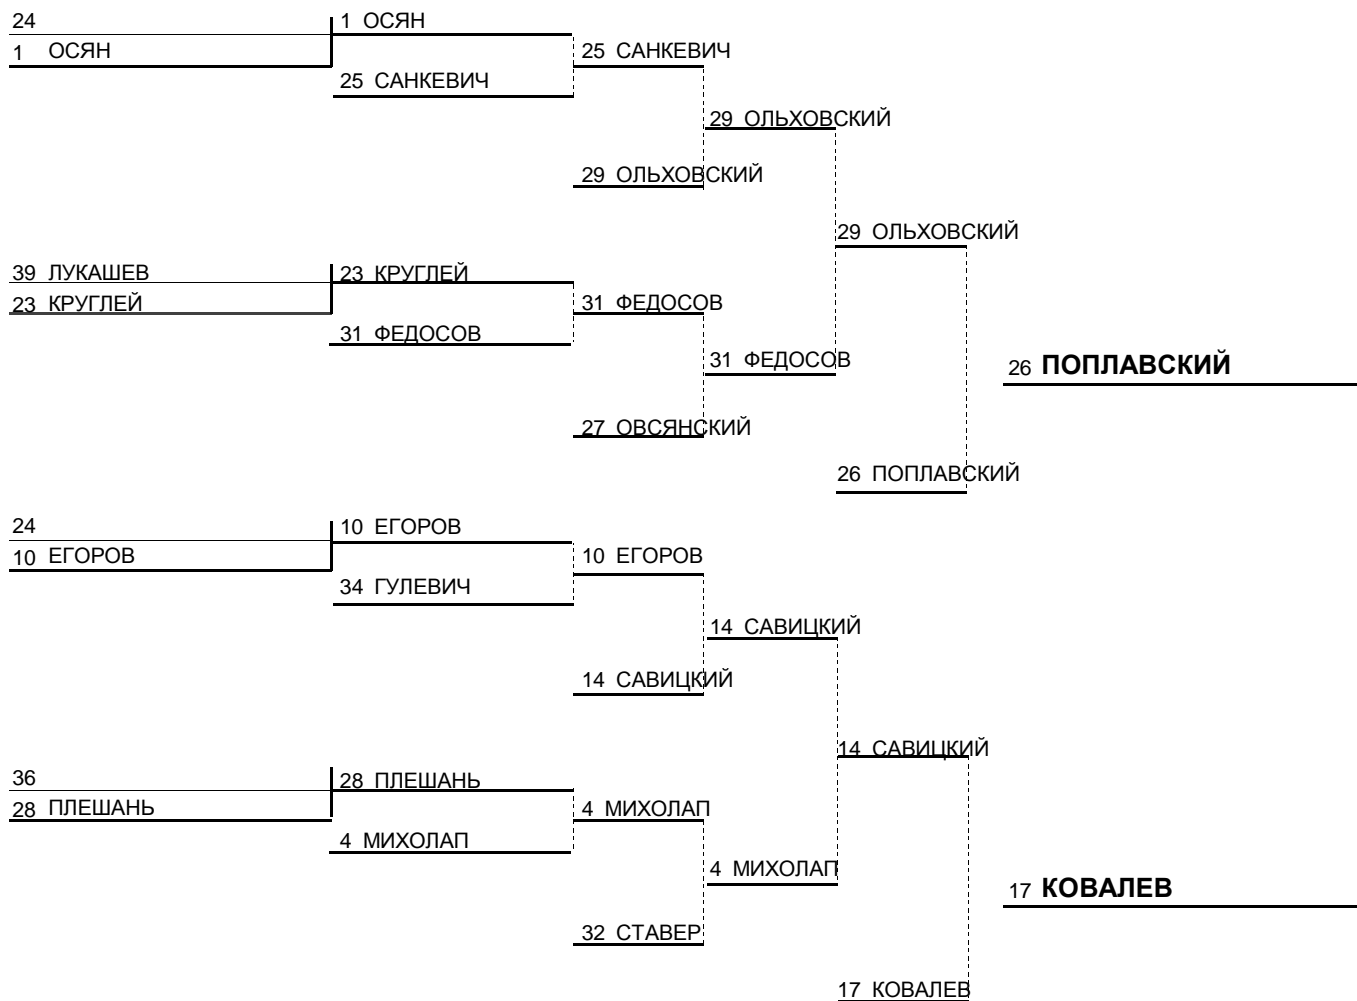 24
1 ОСЯН
1 ОСЯН
25 САНКЕВИЧ
25 САНКЕВИЧ
29 ОЛЬХОВСКИЙ
29 ОЛЬХОВСКИЙ
29 ОЛЬХОВСКИЙ
39 ЛУКАШЕВ
23 КРУГЛЕЙ
23 КРУГЛЕЙ
31 ФЕДОСОВ
31 ФЕДОСОВ
31 ФЕДОСОВ
26 ПОПЛАВСКИЙ
27 ОВСЯНСКИЙ
26 ПОПЛАВСКИЙ
24
10 ЕГОРОВ
10 ЕГОРОВ
10 ЕГОРОВ
34 ГУЛЕВИЧ
14 САВИЦКИЙ
14 САВИЦКИЙ
14 САВИЦКИЙ
36
28 ПЛЕШАНЬ
28 ПЛЕШАНЬ
4 МИХОЛАП
4 МИХОЛАП
4 МИХОЛАП
17 КОВАЛЕВ
32 СТАВЕР
17 КОВАЛЕВ